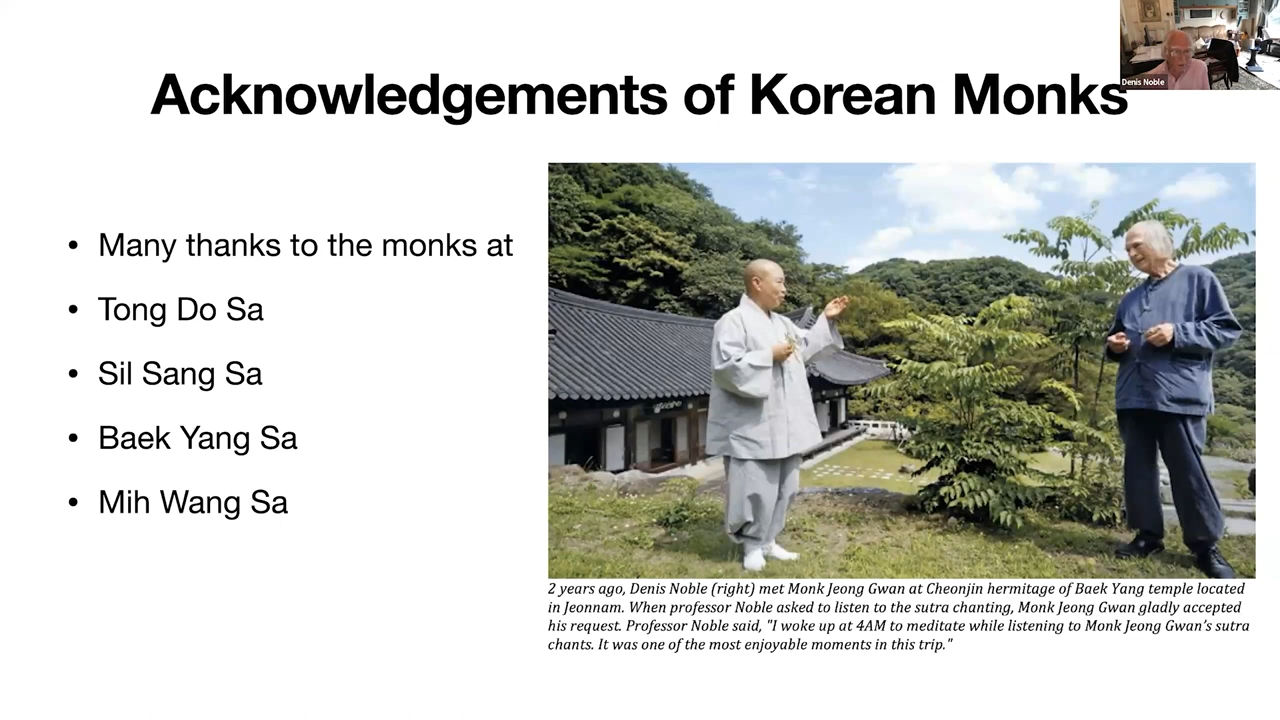 Denis Noble
Acknowledgements of Korean Monks
• Many thanks to the monks at
• Tong Do Sa
• Sil Sang Sa
• Baek Yang Sa
• Mih Wang Sa
2 years ago, Denis Noble (right) met Monk Jeong Gwan at Cheonjin hermitage of Baek Yang temple located
in Jeonnam. When professor Noble asked to listen to the sutra chanting, Monk Jeong Gwan gladly accepted
his request. Professor Noble said, "I woke up at 4AM to meditate while listening to Monk Jeong Gwan's sutra
chants. It was one of the most enjoyable moments in this trip."